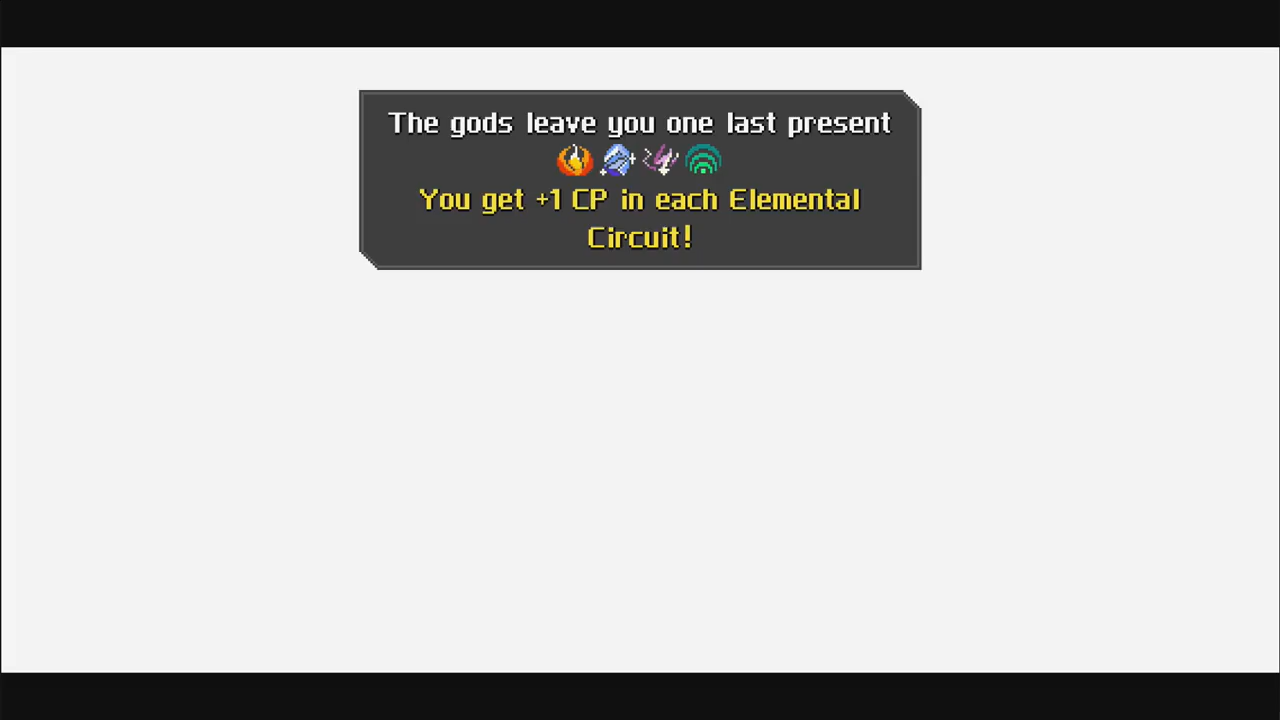 The gods leave you one last present
You get +1 CP in each Elemental
Circuit!